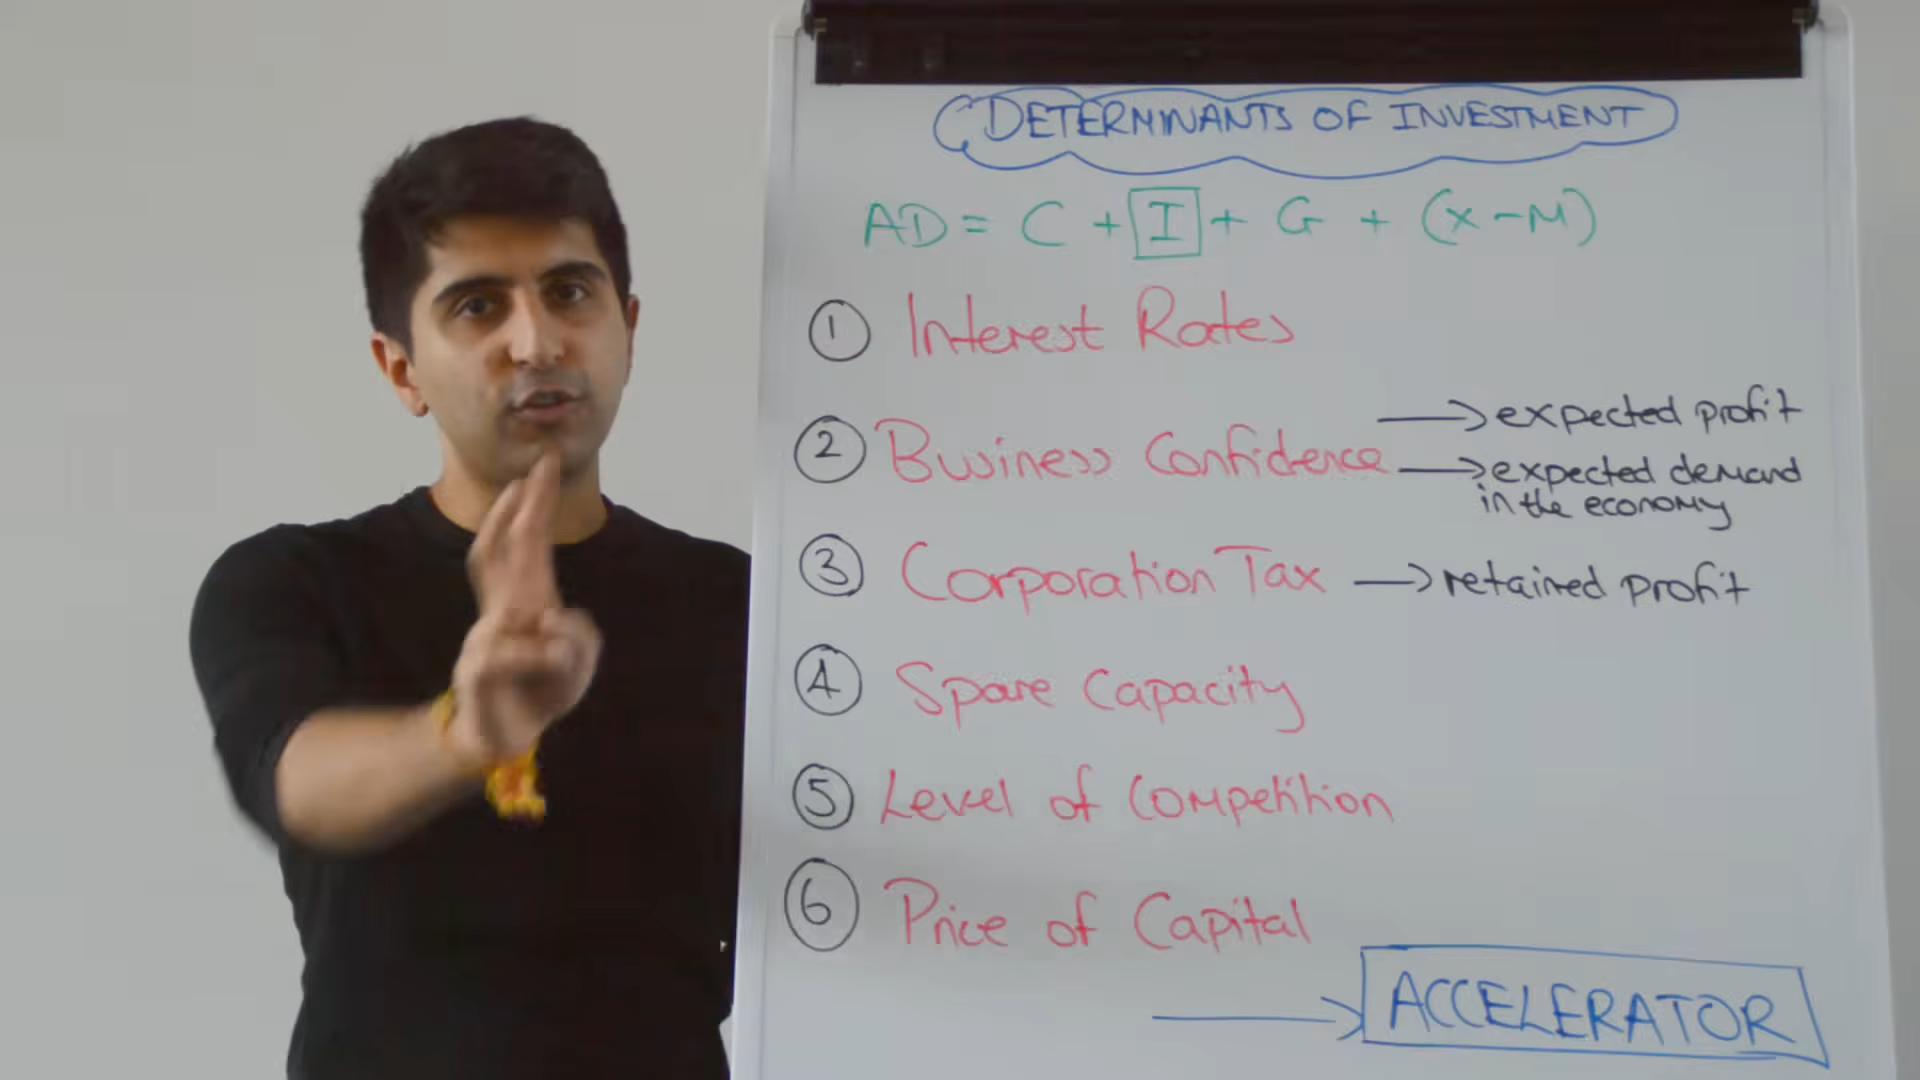 DETERMINANTS OF INVESTMENT
AD = C + I + G + (X - M)
1 Interest Rates
2 Business Confidence → expected profit
→ expected demand
in the economy
3 Corporation Tax → retained profit
4 Spare Capacity
5 Level of Competition
6 Price of Capital
→ ACCELERATOR